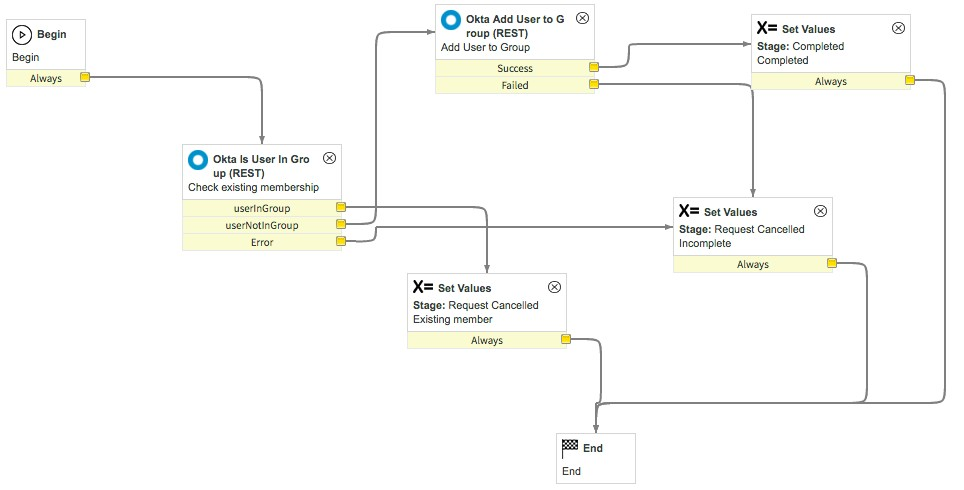 Begin
Begin
Always
Okta Add User to G
roup (REST)
Add User to Group
Success
Failed
X= Set Values
Stage: Completed
Completed
Always
Okta Is User In Gro
up (REST)
Check existing membership
userInGroup
userNotInGroup
Error
X= Set Values
Stage: Request Cancelled
Incomplete
Always
X= Set Values
Stage: Request Cancelled
Existing member
Always
End
End